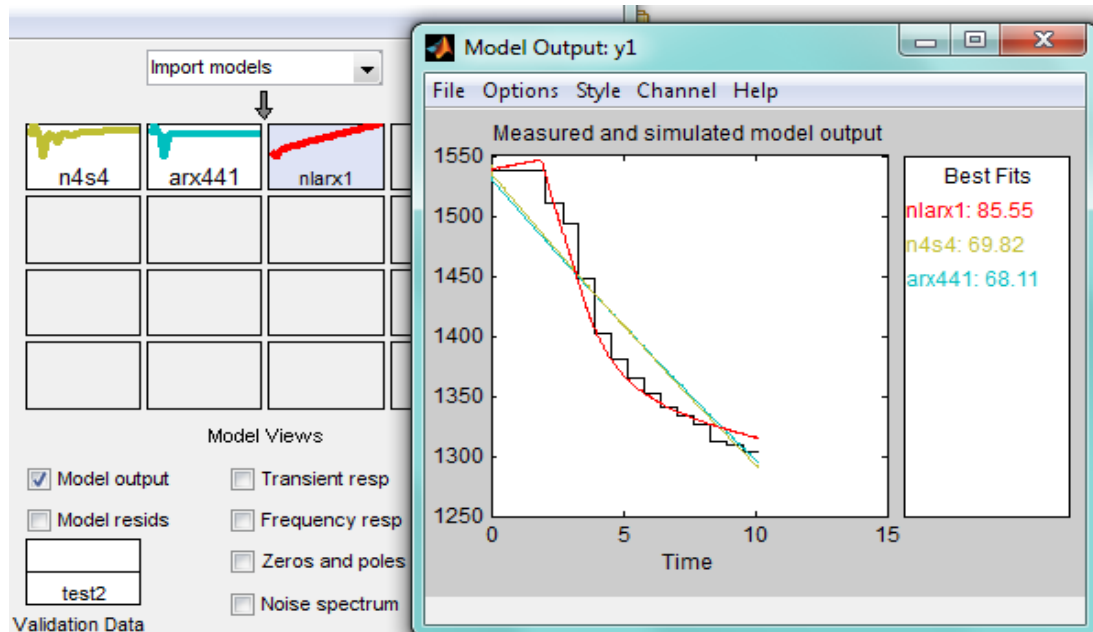 Import models
n4s4
arx441
nlarx1
Model Views
Model output
Transient resp
Model resids
Frequency resp
Zeros and poles
test2
Noise spectrum
Validation Data
Model Output: y1
File Options Style Channel Help
Measured and simulated model output
1550
1500
1450
1400
1350
1300
1250
0 5 10 15
Time
Best Fits
nlarx1: 85.55
n4s4: 69.82
arx441: 68.11